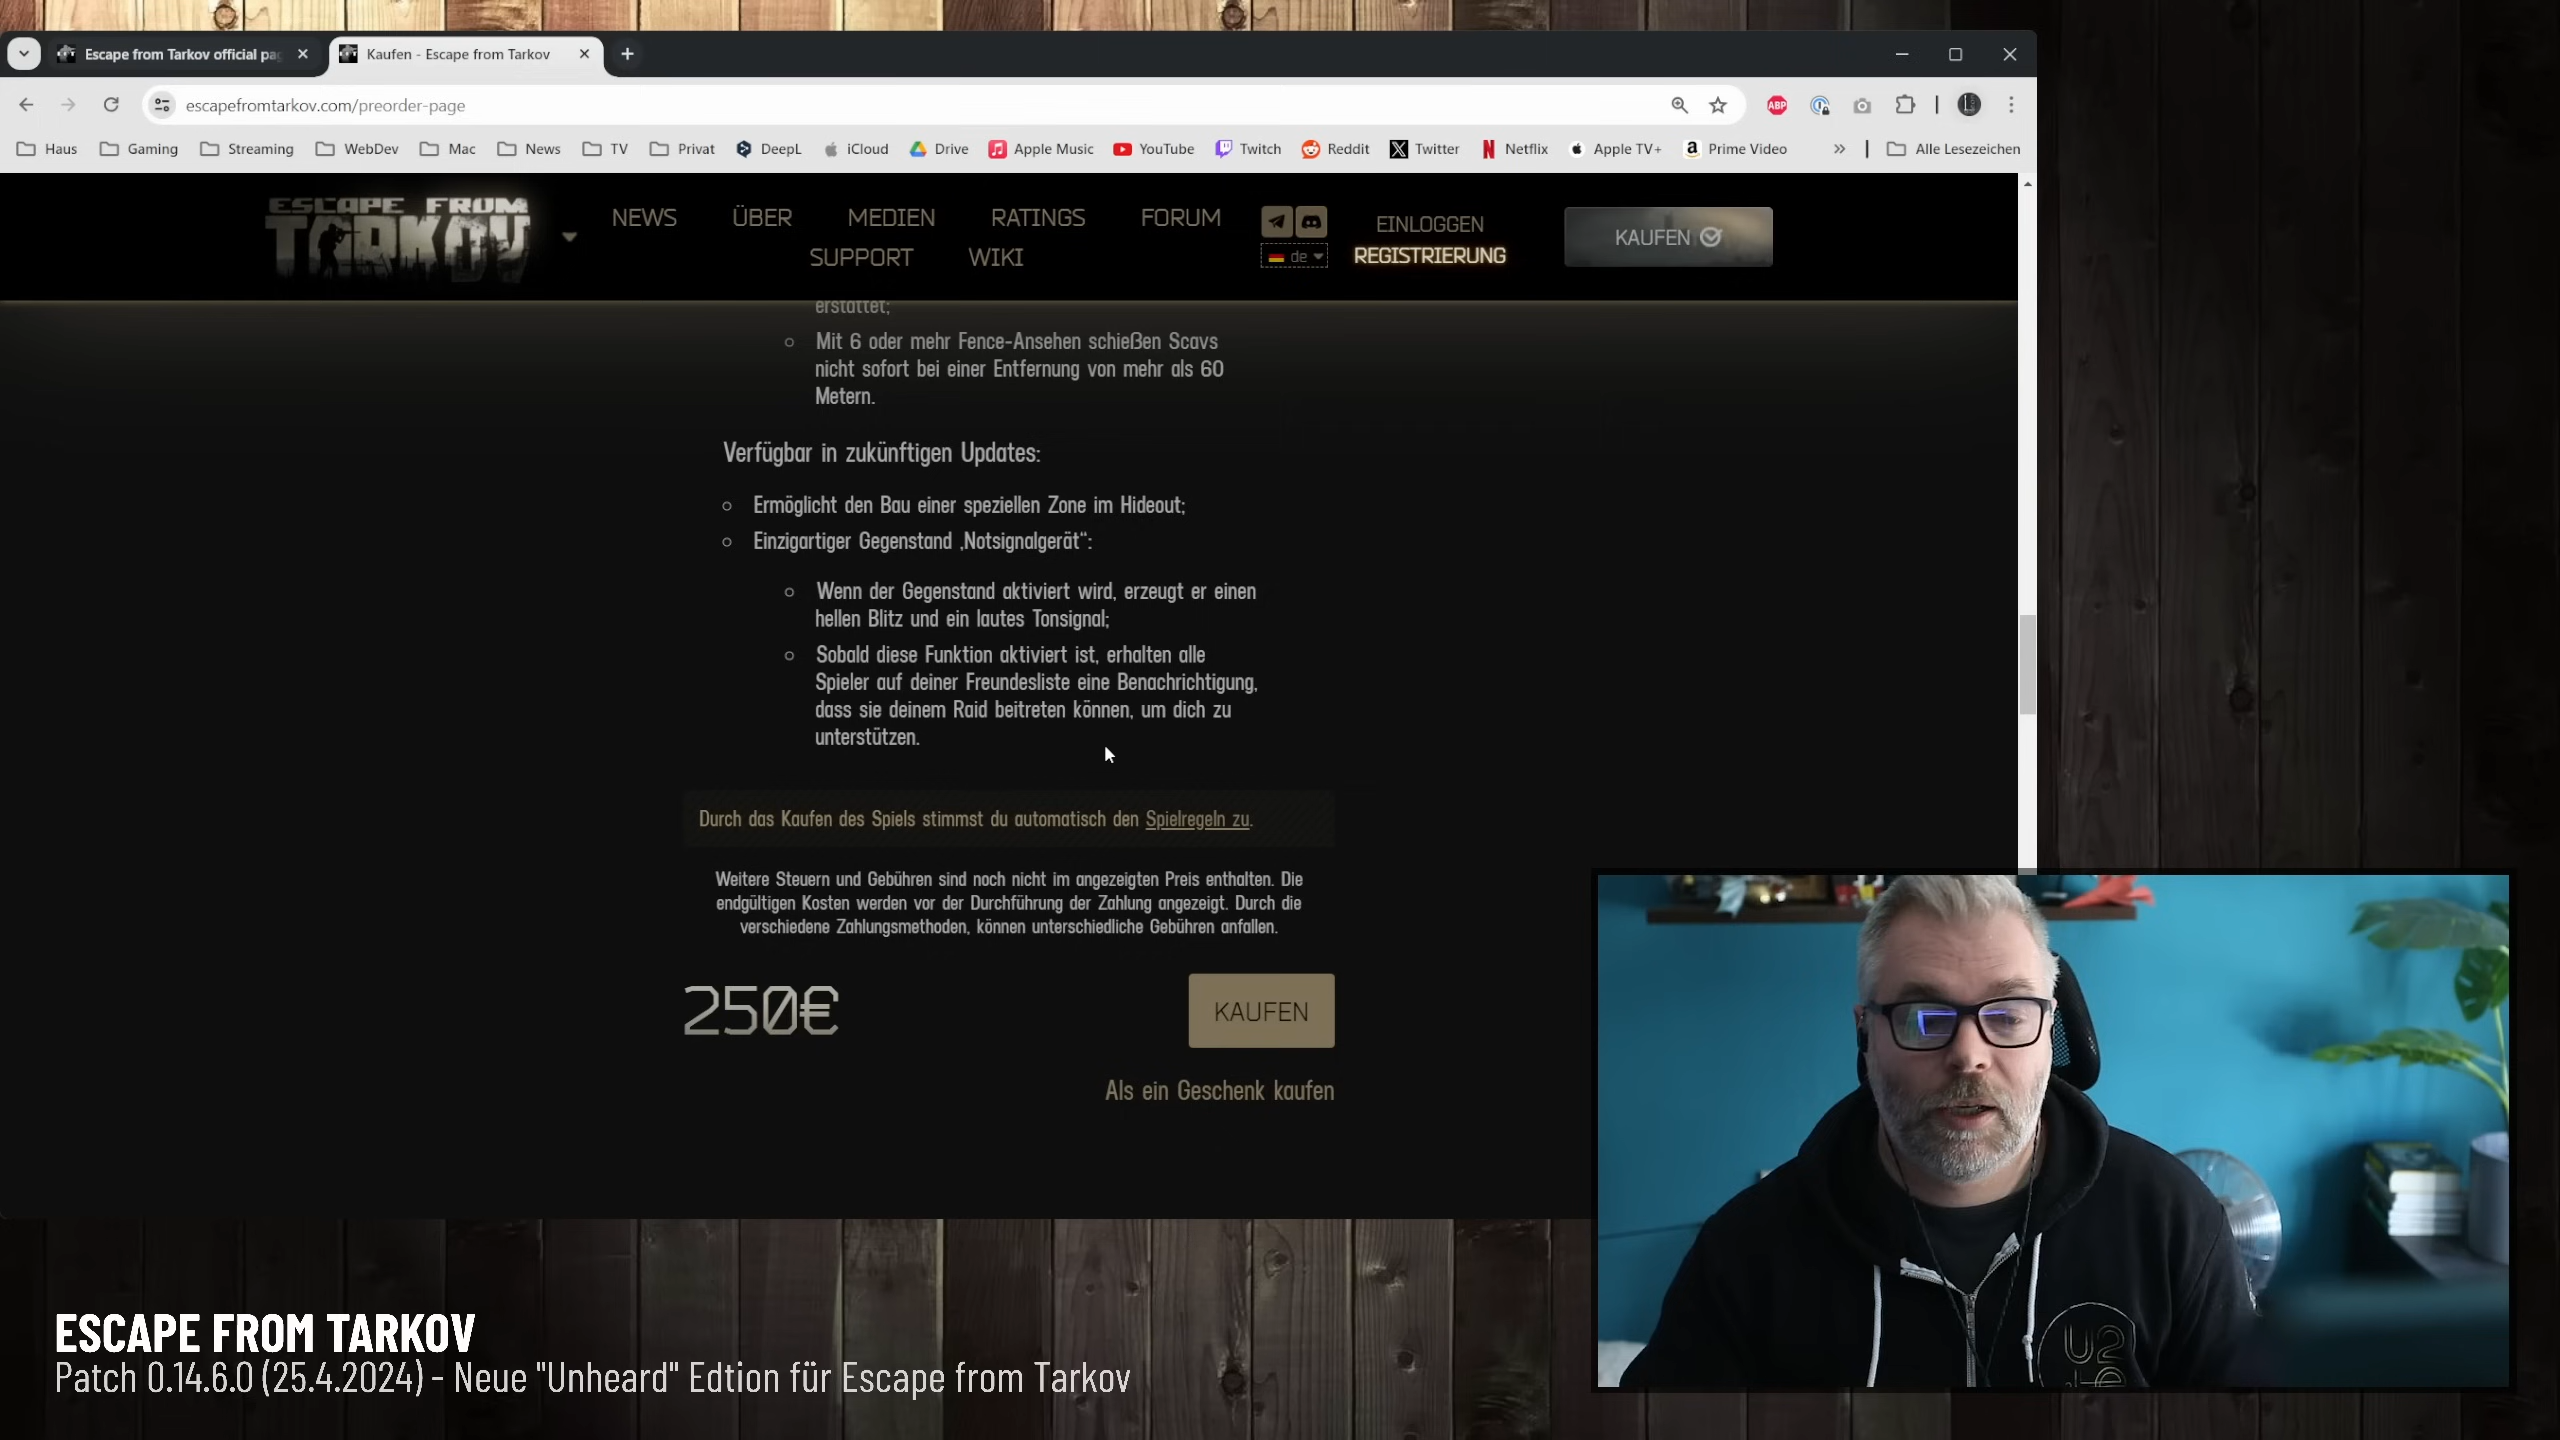 Escape from Tarkov official pa
Kaufen - Escape from Tarkov
escapefromtarkov.com/preorder-page
ABP
Haus Gaming Streaming WebDev Mac News TV Privat DeepL iCloud Drive Apple Music YouTube Twitch Reddit Twitter Netflix Apple TV+ Prime Video » Alle Lesezeichen
ESCAPE FROM
TARKOV
NEWS ÜBER MEDIEN RATINGS FORUM
SUPPORT WIKI
de
EINLOGGEN
REGISTRIERUNG
KAUFEN
erstattet;
Mit 6 oder mehr Fence-Ansehen schießen Scavs
nicht sofort bei einer Entfernung von mehr als 60
Metern.
Verfügbar in zukünftigen Updates:
Ermöglicht den Bau einer speziellen Zone im Hideout;
Einzigartiger Gegenstand ‚Notsignalgerät“:
Wenn der Gegenstand aktiviert wird, erzeugt er einen
hellen Blitz und ein lautes Tonsignal;
Sobald diese Funktion aktiviert ist, erhalten alle
Spieler auf deiner Freundesliste eine Benachrichtigung,
dass sie deinem Raid beitreten können, um dich zu
unterstützen.
Durch das Kaufen des Spiels stimmst du automatisch den Spielregeln zu.
Weitere Steuern und Gebühren sind noch nicht im angezeigten Preis enthalten. Die
endgültigen Kosten werden vor der Durchführung der Zahlung angezeigt. Durch die
verschiedene Zahlungsmethoden, können unterschiedliche Gebühren anfallen.
250€
KAUFEN
Als ein Geschenk kaufen
ESCAPE FROM TARKOV
Patch 0.14.6.0 (25.4.2024) - Neue "Unheard" Edtion für Escape from Tarkov